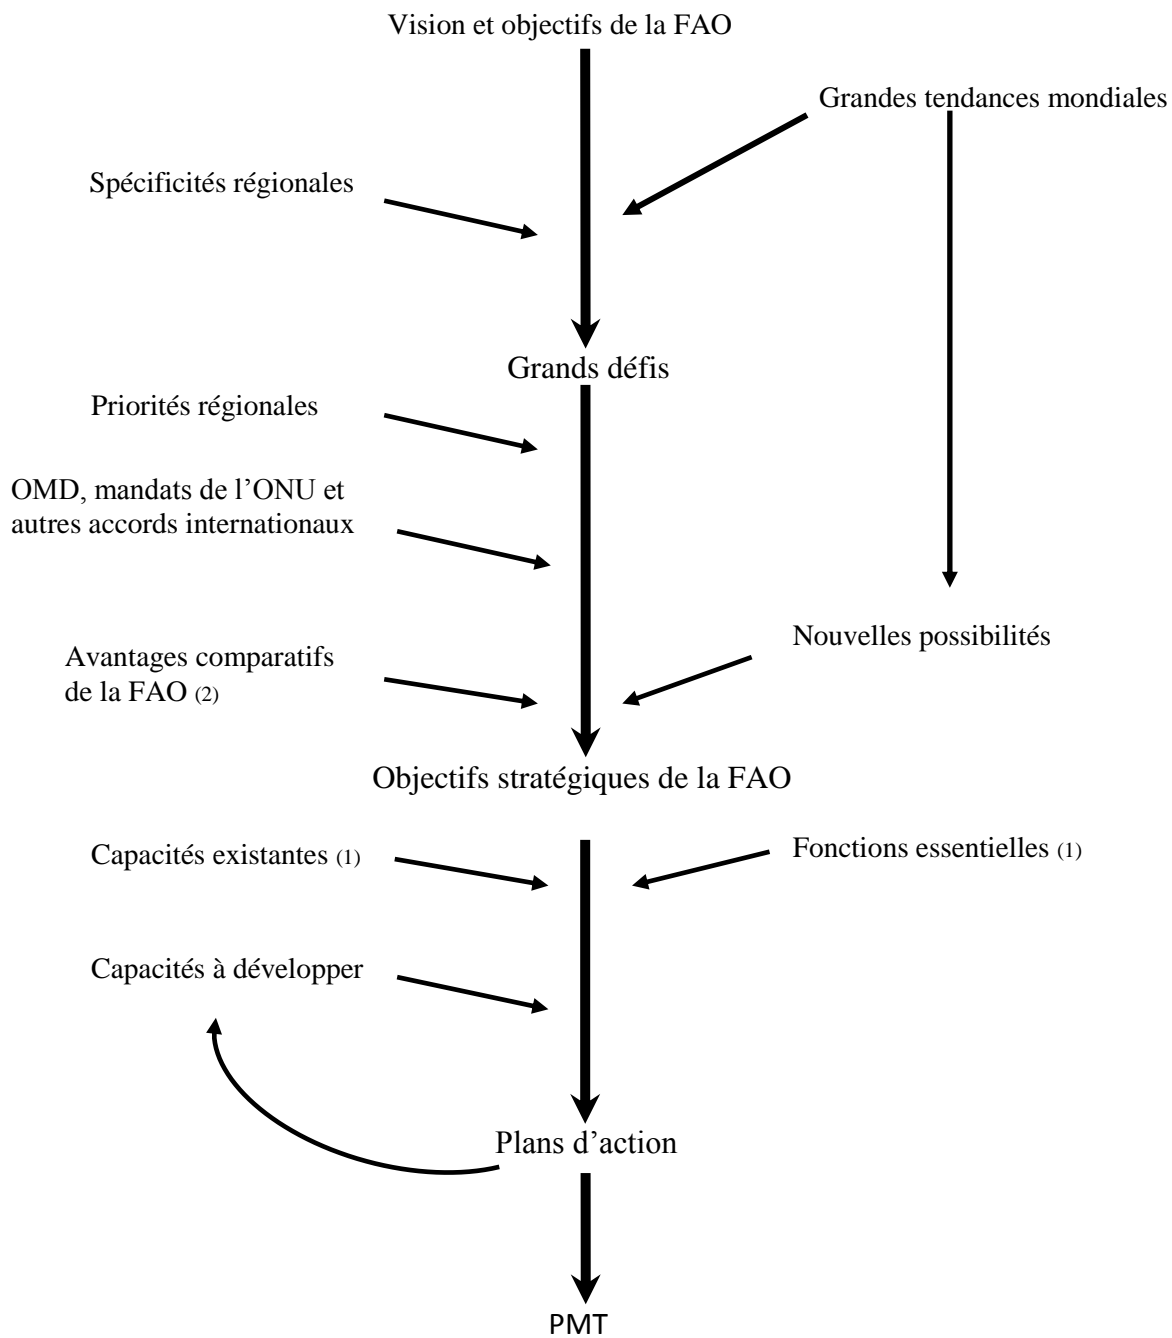 Vision et objectifs de la FAO
Grandes tendances mondiales
Spécificités régionales
Grands défis
Priorités régionales
OMD, mandats de l’ONU et
autres accords internationaux
Nouvelles possibilités
Avantages comparatifs
de la FAO (2)
Objectifs stratégiques de la FAO
Capacités existantes (1)
Fonctions essentielles (1)
Capacités à développer
Plans d’action
PMT